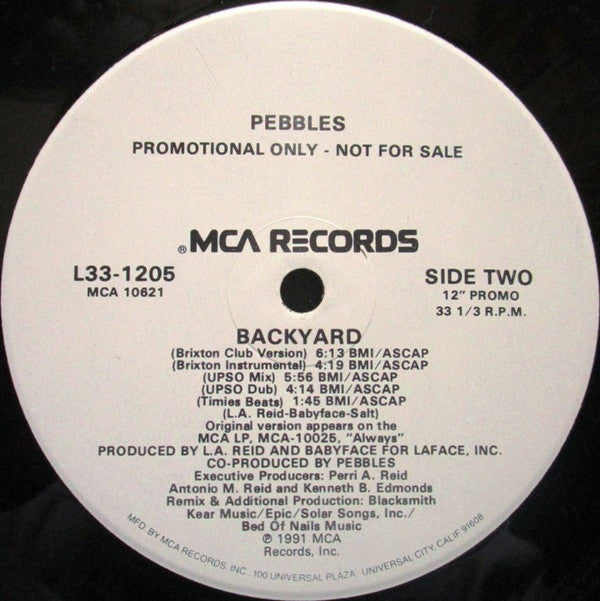 PEBBLES
PROMOTIONAL ONLY - NOT FOR SALE
® MCA RECORDS
L33-1205
MCA 10621
SIDE TWO
12" PROMO
33 1/3 R.P.M.
BACKYARD
(Brixton Club Version) 6:13 BMI/ASCAP
(Brixton Instrumental) 4:19 BMI/ASCAP
(UPSO Mix) 5:56 BMI/ASCAP
(UPSO Dub) 4:14 BMI/ASCAP
(Timies Beats) 1:45 BMI/ASCAP
(L.A. Reid-Babyface-Salt)
Original version appears on the
MCA LP, MCA-10025, "Always"
PRODUCED BY L.A. REID AND BABYFACE FOR LAFACE, INC.
CO-PRODUCED BY PEBBLES
Executive Producers: Perri A. Reid
Antonio M. Reid and Kenneth B. Edmonds
Remix & Additional Production: Blacksmith
Kear Music/Epic/Solar Songs, Inc./
Bed Of Nails Music
℗ 1991 MCA
Records, Inc.
MFD. BY MCA RECORDS, INC. 100 UNIVERSAL PLAZA, UNIVERSAL CITY, CALIF 91608